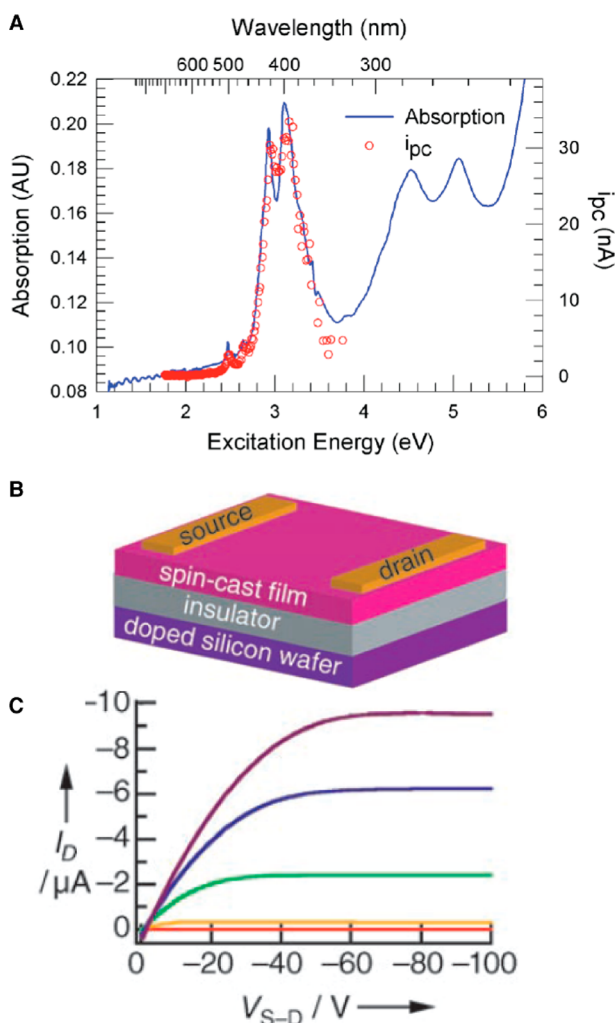 A
Wavelength (nm)
600 500 400 300
0.22
0.20
0.18
0.16
0.14
0.12
0.10
0.08
Absorption (AU)
Absorption
ipc
30
20
10
0
ipc (nA)
1 2 3 4 5 6
Excitation Energy (eV)
B
source
drain
spin-cast film
insulator
doped silicon wafer
C
-10
-8
-6
-4
-2
0
ID
/ μA
0 -20 -40 -60 -80 -100
VS–D / V